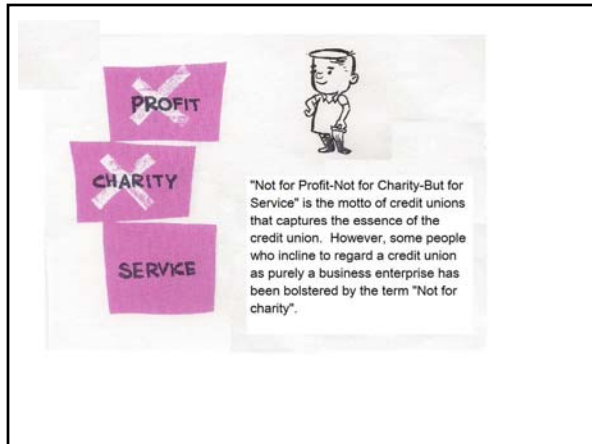 PROFIT
CHARITY
SERVICE
"Not for Profit-Not for Charity-But for
Service" is the motto of credit unions
that captures the essence of the
credit union. However, some people
who incline to regard a credit union
as purely a business enterprise has
been bolstered by the term "Not for
charity".